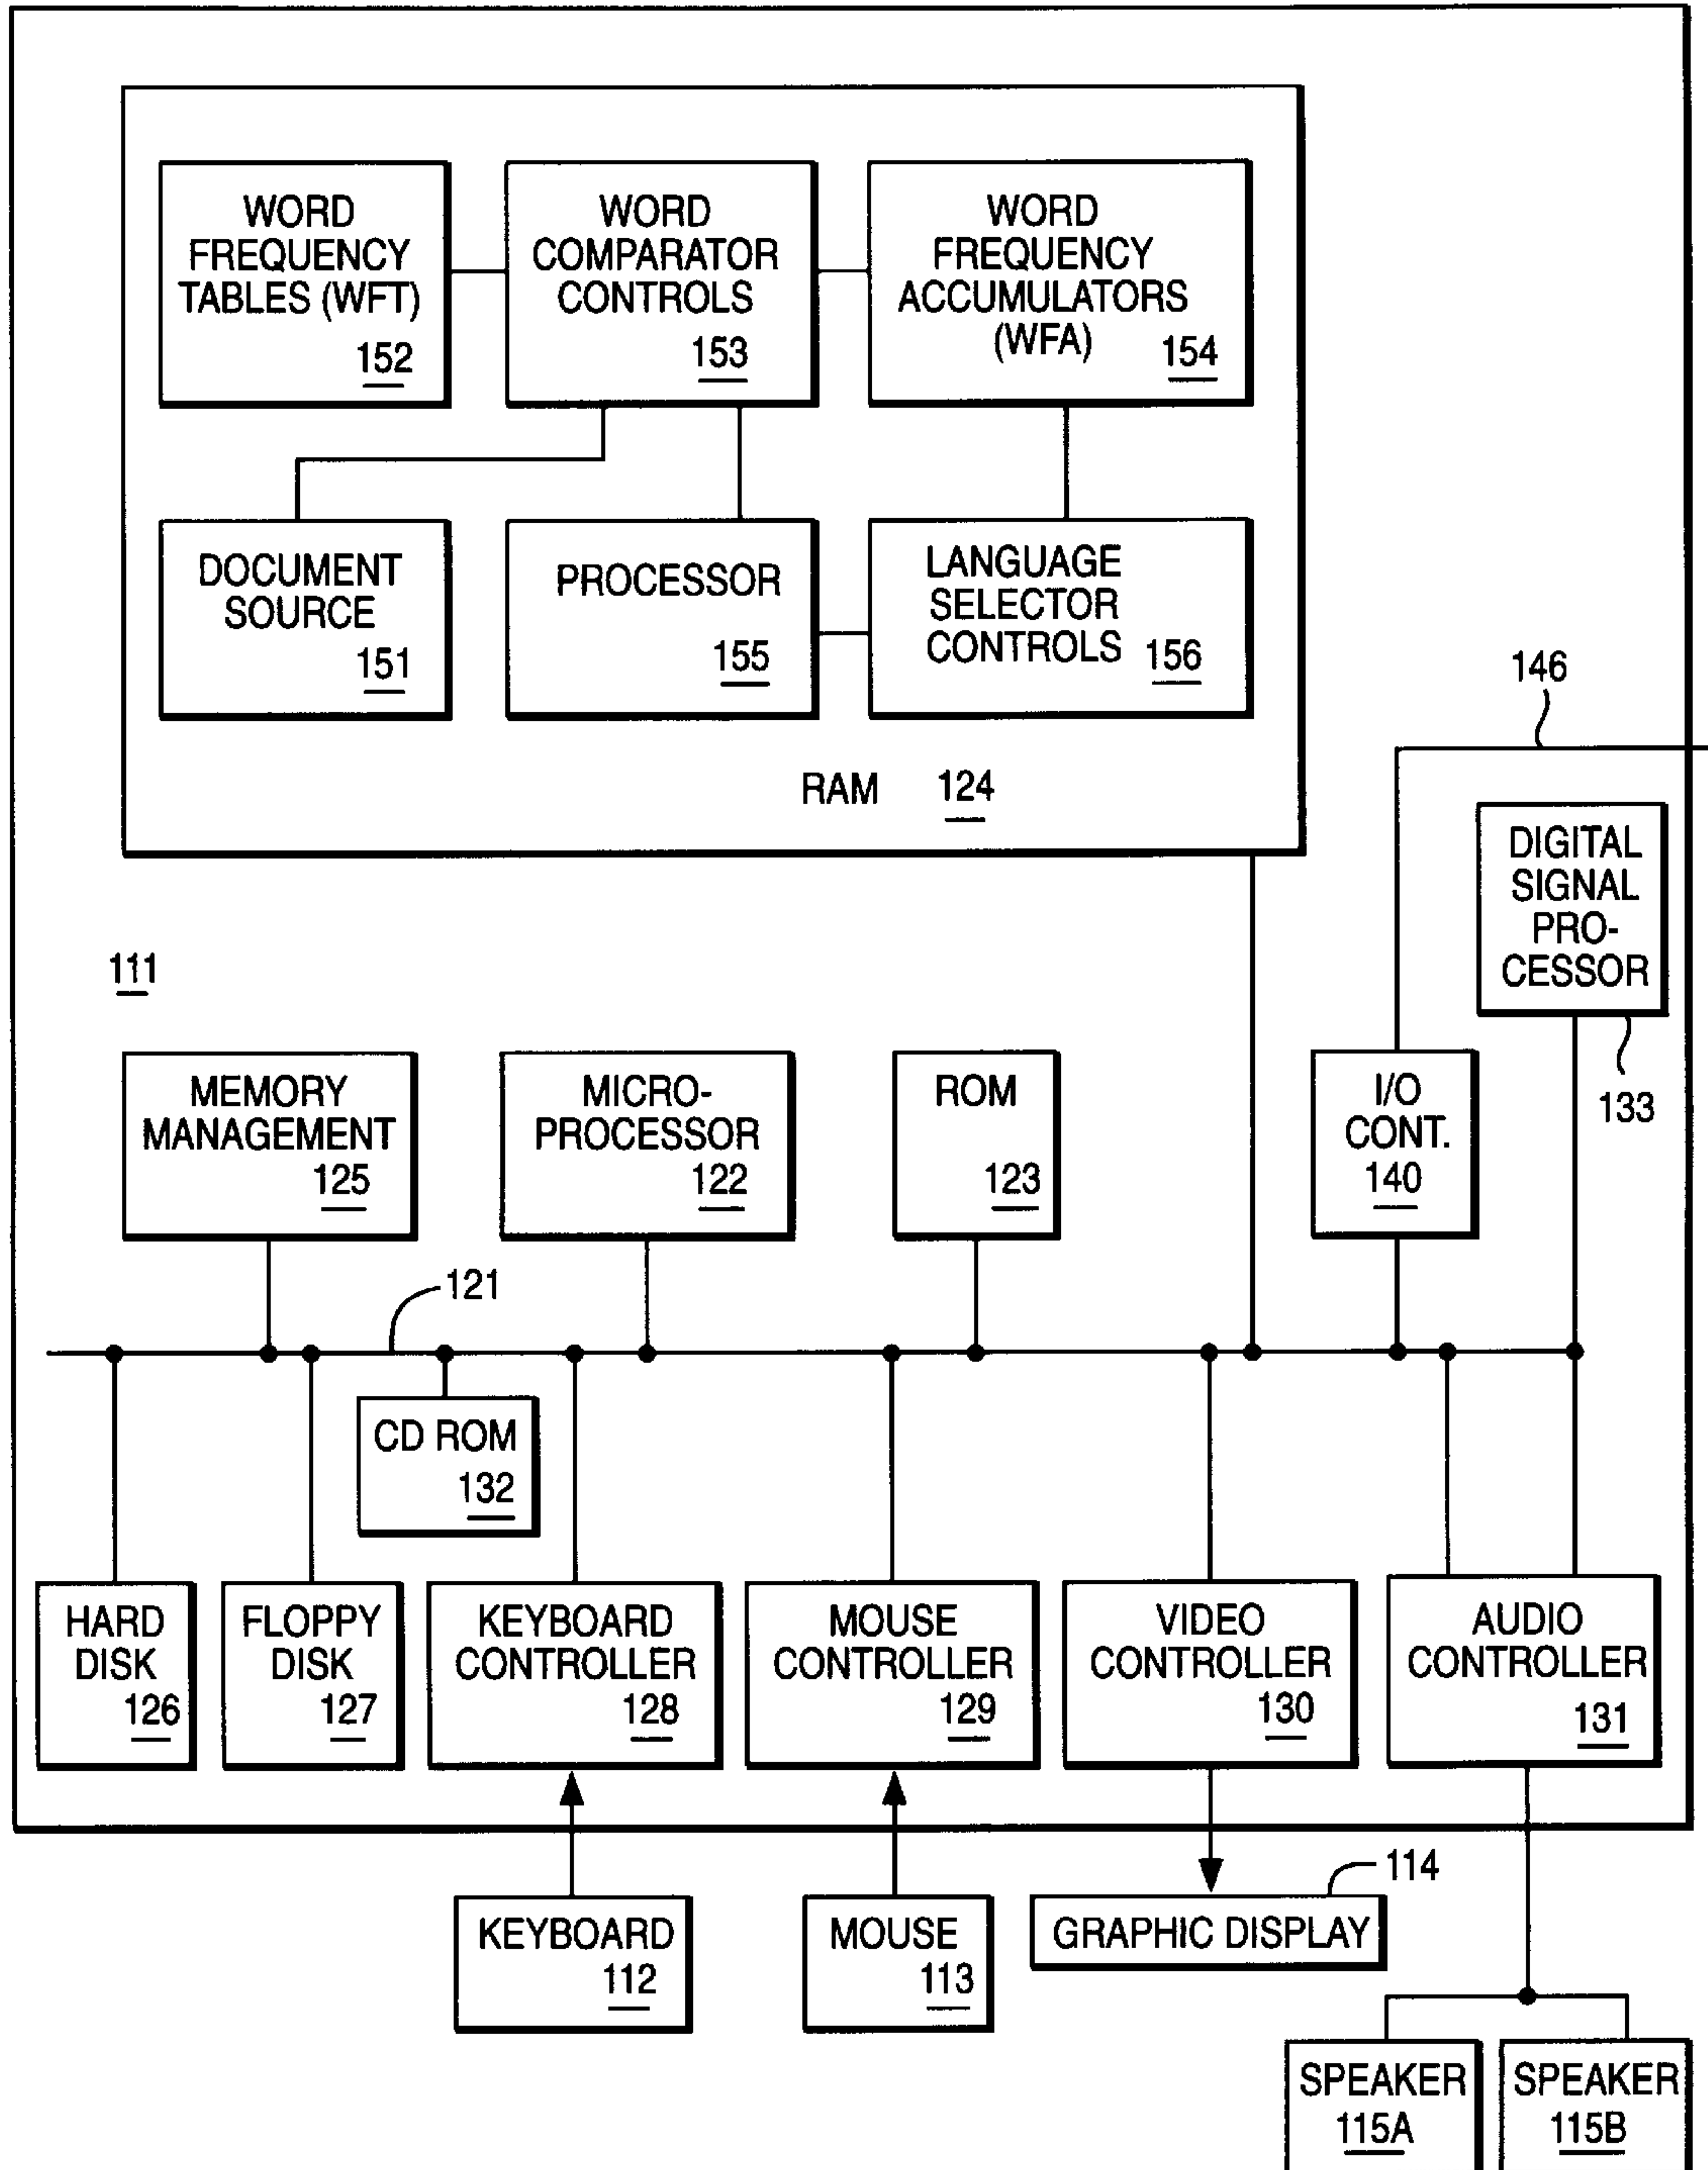 WORD
FREQUENCY
TABLES (WFT)
152
WORD
COMPARATOR
CONTROLS
153
WORD
FREQUENCY
ACCUMULATORS
(WFA)
154
DOCUMENT
SOURCE
151
PROCESSOR
155
LANGUAGE
SELECTOR
CONTROLS
156
RAM 124
146
DIGITAL
SIGNAL
PRO-
CESSOR
133
111
MEMORY
MANAGEMENT
125
MICRO-
PROCESSOR
122
ROM
123
I/O
CONT.
140
121
CD ROM
132
HARD
DISK
126
FLOPPY
DISK
127
KEYBOARD
CONTROLLER
128
MOUSE
CONTROLLER
129
VIDEO
CONTROLLER
130
AUDIO
CONTROLLER
131
KEYBOARD
112
MOUSE
113
114
GRAPHIC DISPLAY
SPEAKER
115A
SPEAKER
115B